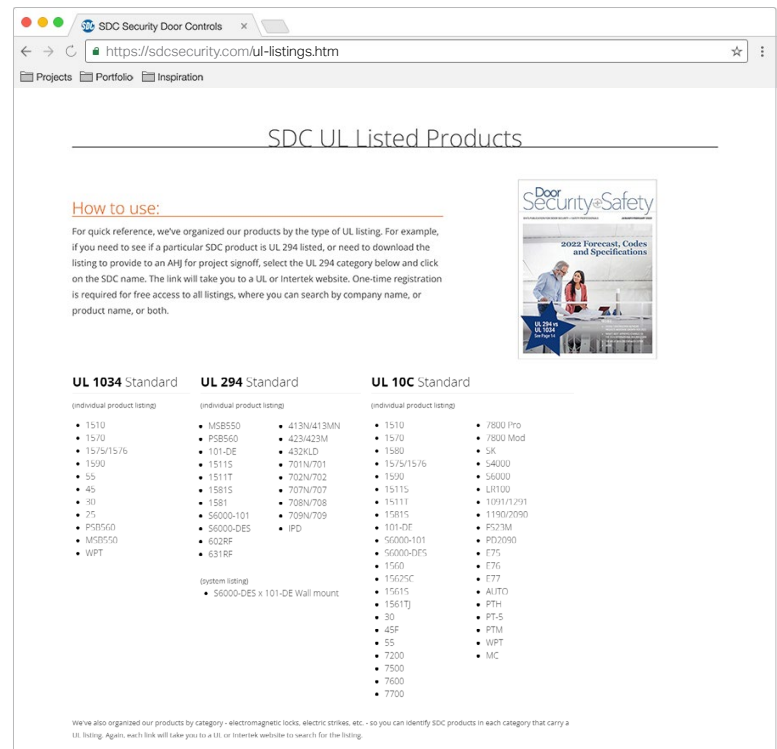 SDC Security Door Controls ×
https://sdcsecurity.com/ul-listings.htm
Projects Portfolio Inspiration
SDC UL Listed Products
How to use:
For quick reference, we've organized our products by the type of UL listing. For example,
if you need to see if a particular SDC product is UL 294 listed, or need to download the
listing to provide to an AHJ for project signoff, select the UL 294 category below and click
on the SDC name. The link will take you to a UL or Intertek website. One-time registration
is required for free access to all listings, where you can search by company name, or
product name, or both.
Door
Security + Safety
2022 Forecast, Codes
and Specifications
UL 294 vs
UL 1034
See Page 14
UL 1034 Standard
(individual product listing)
• 1510
• 1570
• 1575/1576
• 1590
• 55
• 45
• 30
• 25
• PSB560
• MSB550
• WPT
UL 294 Standard
(individual product listing)
• MSB550
• PSB560
• 101-DE
• 1511S
• 1511T
• 1581S
• 1581
• S6000-101
• S6000-DES
• 602RF
• 631RF
• 413N/413MN
• 423/423M
• 432KLD
• 701N/701
• 702N/702
• 707N/707
• 708N/708
• 709N/709
• IPD
(system listing)
• S6000-DES x 101-DE Wall mount
UL 10C Standard
(individual product listing)
• 1510
• 1570
• 1580
• 1575/1576
• 1590
• 1511S
• 1511T
• 1581S
• 101-DE
• S6000-101
• S6000-DES
• 1560
• 1562SC
• 1561S
• 1561TJ
• 30
• 45F
• 55
• 7200
• 7500
• 7600
• 7700
• 7800 Pro
• 7800 Mod
• SK
• S4000
• S6000
• LR100
• 1091/1291
• 1190/2090
• FS23M
• PD2090
• E75
• E76
• E77
• AUTO
• PTH
• PT-5
• PTM
• WPT
• MC
We've also organized our products by category - electromagnetic locks, electric strikes, etc. - so you can identify SDC products in each category that carry a
UL listing. Again, each link will take you to a UL or Intertek website to search for the listing.